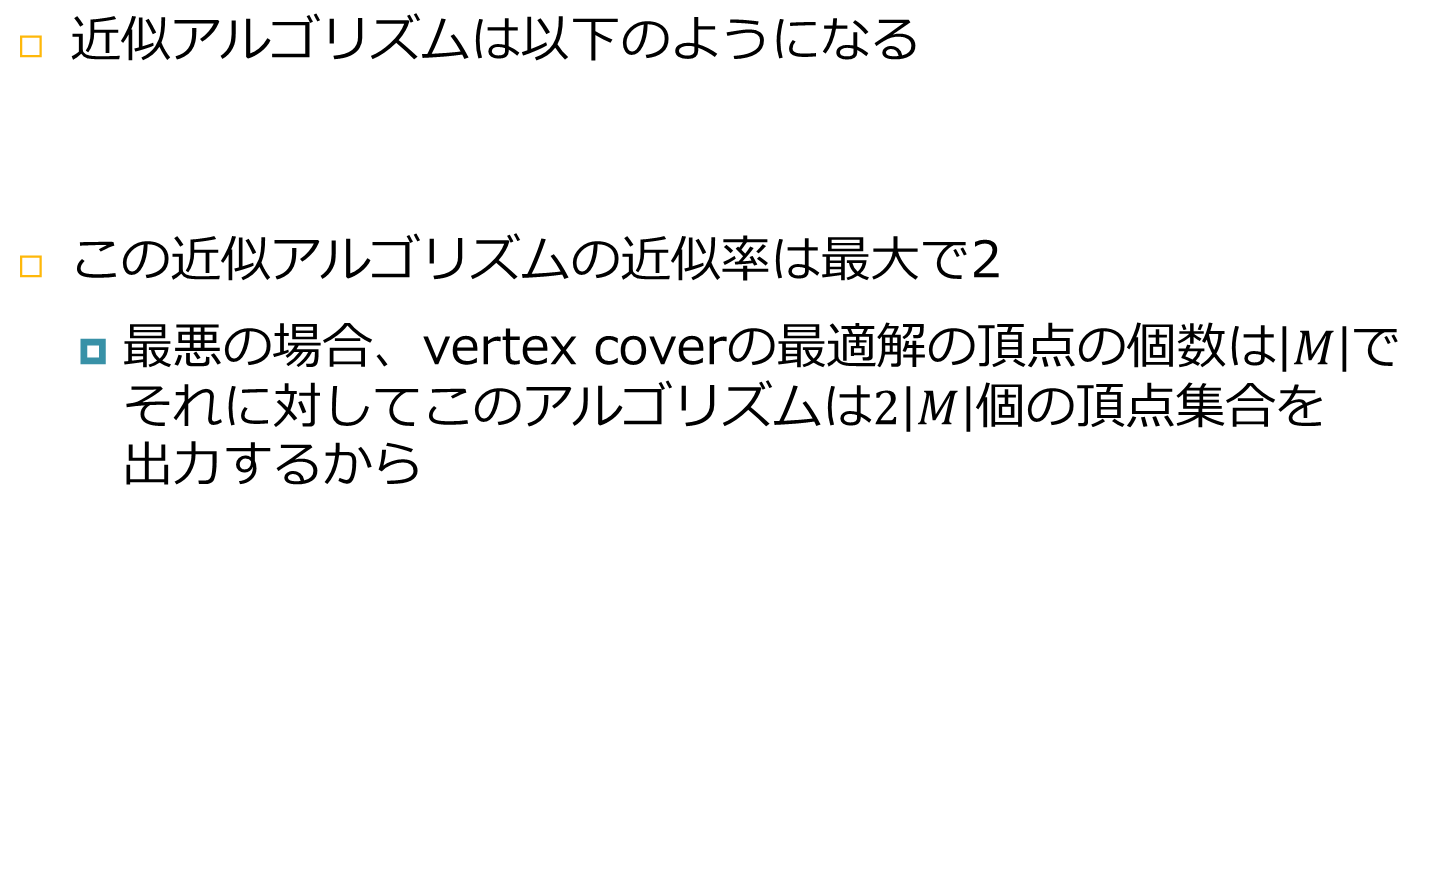 近似アルゴリズムは以下のようになる
この近似アルゴリズムの近似率は最大で2
最悪の場合、vertex coverの最適解の頂点の個数は|𝑀|で
それに対してこのアルゴリズムは2|𝑀|個の頂点集合を
出力するから